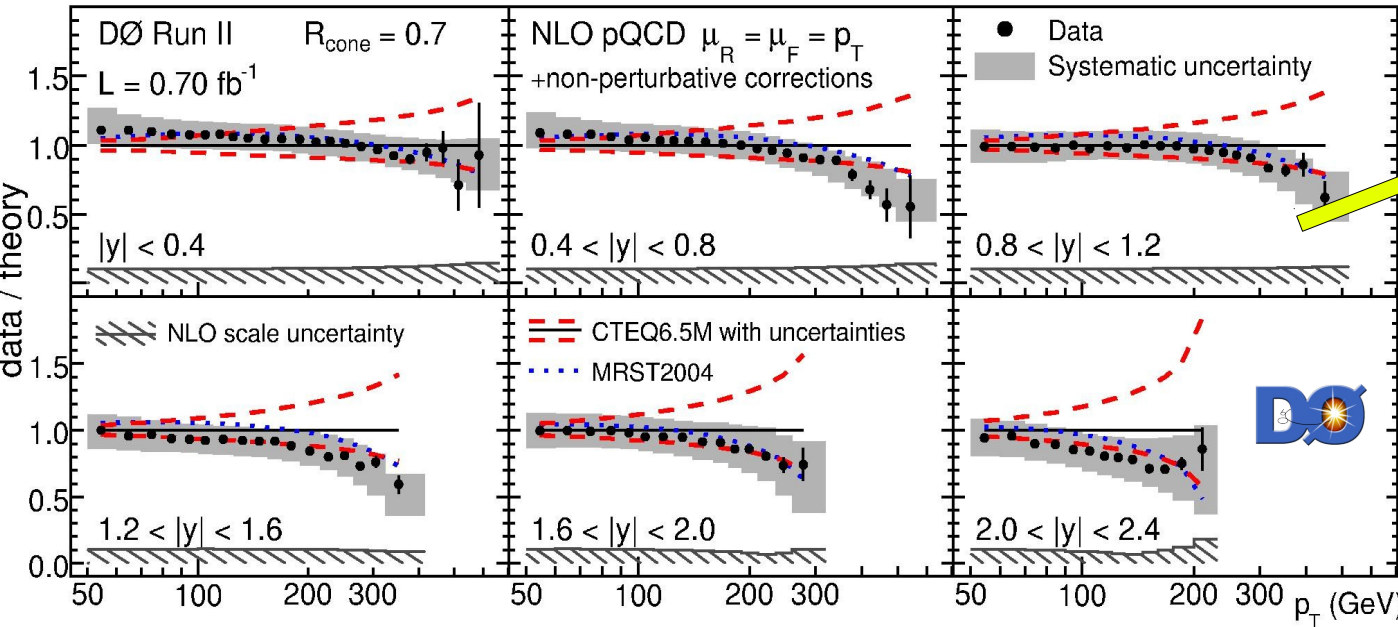 DØ Run II
R_cone = 0.7
L = 0.70 fb⁻¹
|y| < 0.4
NLO pQCD μ_R = μ_F = p_T
+non-perturbative corrections
0.4 < |y| < 0.8
Data
Systematic uncertainty
0.8 < |y| < 1.2
1.5
1.0
0.5
data / theory
NLO scale uncertainty
1.2 < |y| < 1.6
CTEQ6.5M with uncertainties
MRST2004
1.6 < |y| < 2.0
DØ
2.0 < |y| < 2.4
1.5
1.0
0.5
0.0
50 100 200 300 100 200 300 50 100 200 300 p_T (GeV)